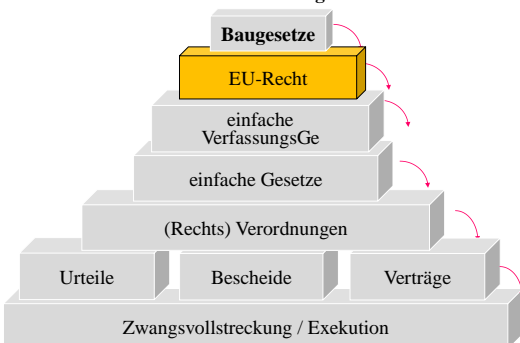 Baugesetze
EU-Recht
einfache
VerfassungsGe
einfache Gesetze
(Rechts) Verordnungen
Urteile Bescheide Verträge
Zwangsvollstreckung / Exekution